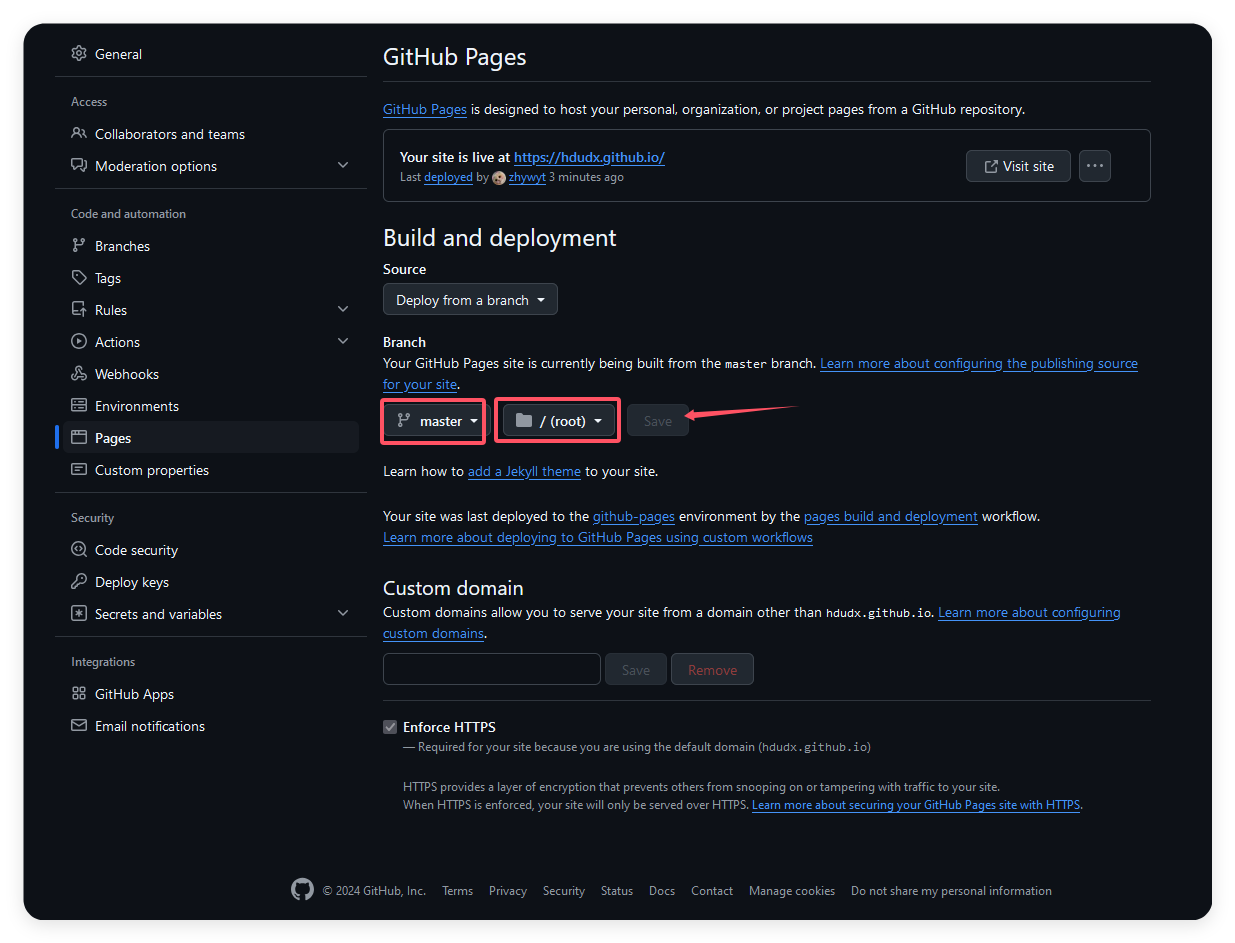 General
Access
Collaborators and teams
Moderation options
Code and automation
Branches
Tags
Rules
Actions
Webhooks
Environments
Pages
Custom properties
Security
Code security
Deploy keys
Secrets and variables
Integrations
GitHub Apps
Email notifications
GitHub Pages
GitHub Pages is designed to host your personal, organization, or project pages from a GitHub repository.
Your site is live at https://hdudx.github.io/
Last deployed by zhywyt 3 minutes ago
Visit site
Build and deployment
Source
Deploy from a branch
Branch
Your GitHub Pages site is currently being built from the master branch. Learn more about configuring the publishing source
for your site.
master
/ (root)
Save
Learn how to add a Jekyll theme to your site.
Your site was last deployed to the github-pages environment by the pages build and deployment workflow.
Learn more about deploying to GitHub Pages using custom workflows
Custom domain
Custom domains allow you to serve your site from a domain other than hdudx.github.io. Learn more about configuring
custom domains.
Save
Remove
Enforce HTTPS
— Required for your site because you are using the default domain (hdudx.github.io)
HTTPS provides a layer of encryption that prevents others from snooping on or tampering with traffic to your site.
When HTTPS is enforced, your site will only be served over HTTPS. Learn more about securing your GitHub Pages site with HTTPS.
© 2024 GitHub, Inc. Terms Privacy Security Status Docs Contact Manage cookies Do not share my personal information